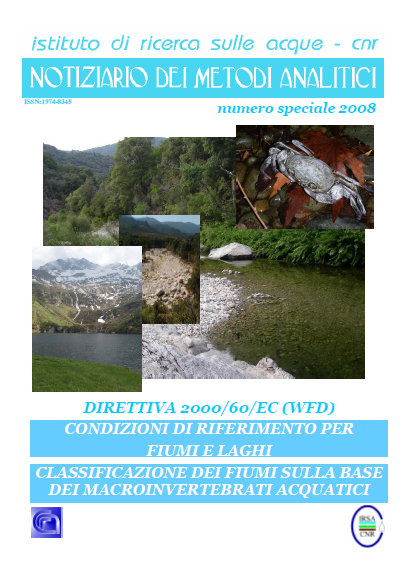 istituto di ricerca sulle acque - cnr
NOTIZIARIO DEI METODI ANALITICI
ISSN:1974-8345
numero speciale 2008
DIRETTIVA 2000/60/EC (WFD)
CONDIZIONI DI RIFERIMENTO PER
FIUMI E LAGHI
CLASSIFICAZIONE DEI FIUMI SULLA BASE
DEI MACROINVERTEBRATI ACQUATICI
IRSA
CNR